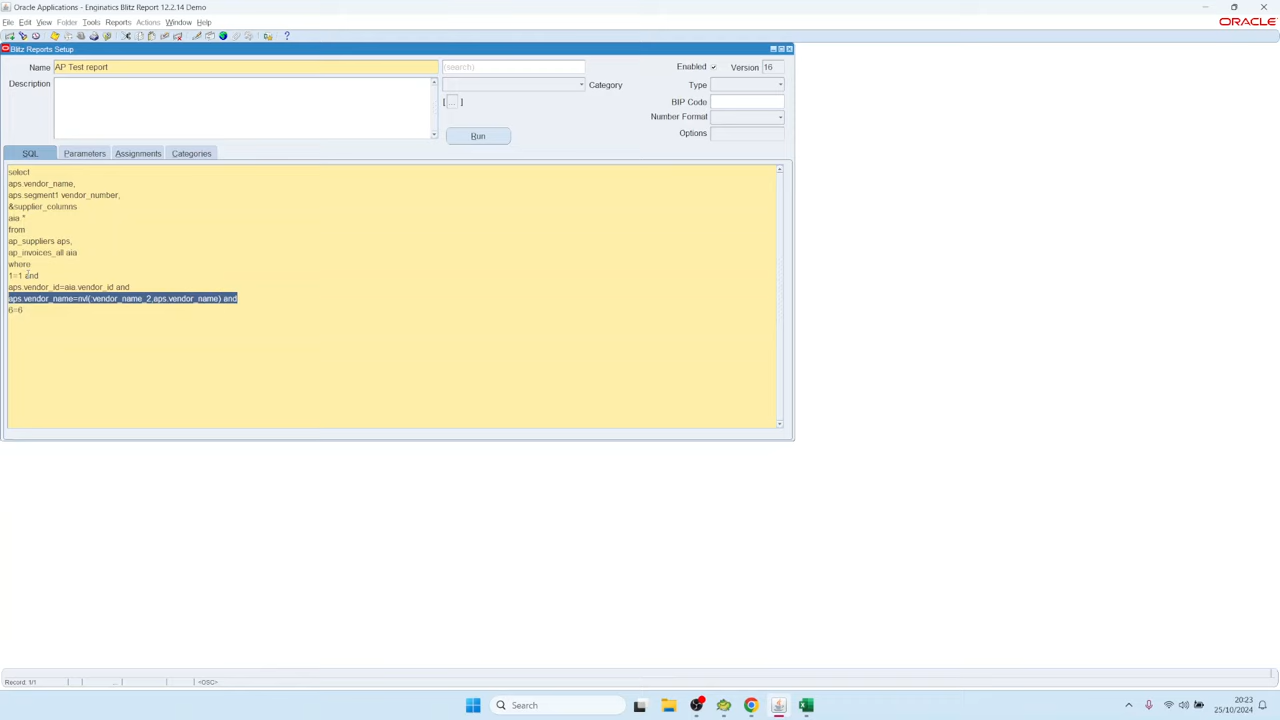 Oracle Applications - Enginatics Blitz Report 12.2.14 Demo
File Edit View Folder Tools Reports Actions Window Help
ORACLE
Blitz Reports Setup
Name AP Test report (search) Enabled Version 16
Description Category Type
[ ... ] BIP Code
Number Format
Run Options
SQL Parameters Assignments Categories
select
aps.vendor_name,
aps.segment1 vendor_number,
&supplier_columns
aia.*
from
ap_suppliers aps,
ap_invoices_all aia
where
1=1 and
aps.vendor_id=aia.vendor_id and
aps.vendor_name=nvl(:vendor_name_2,aps.vendor_name) and
6=6
Record: 1/1 ... <OSC>
Search
20:23
25/10/2024